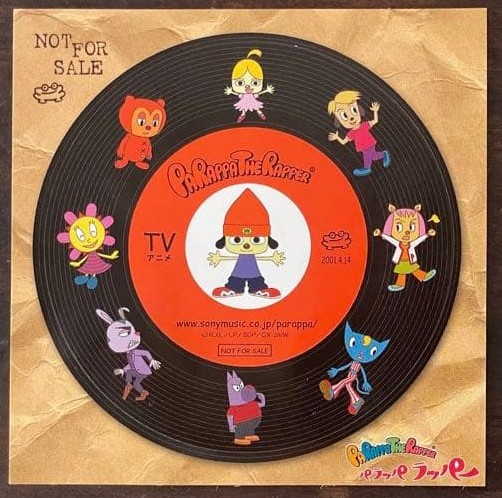 NOT FOR
SALE
PARAPPA THE RAPPER®
TV
アニメ
2001.4.14
www.sonymusic.co.jp/parappa/
NOT FOR SALE
PARAPPA THE RAPPER
パラッパ ラッパー